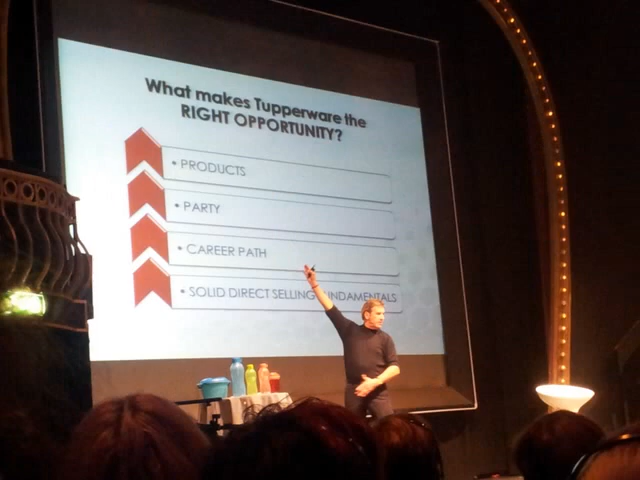 What makes Tupperware the
RIGHT OPPORTUNITY?
• PRODUCTS
• PARTY
• CAREER PATH
• SOLID DIRECT SELLING FUNDAMENTALS